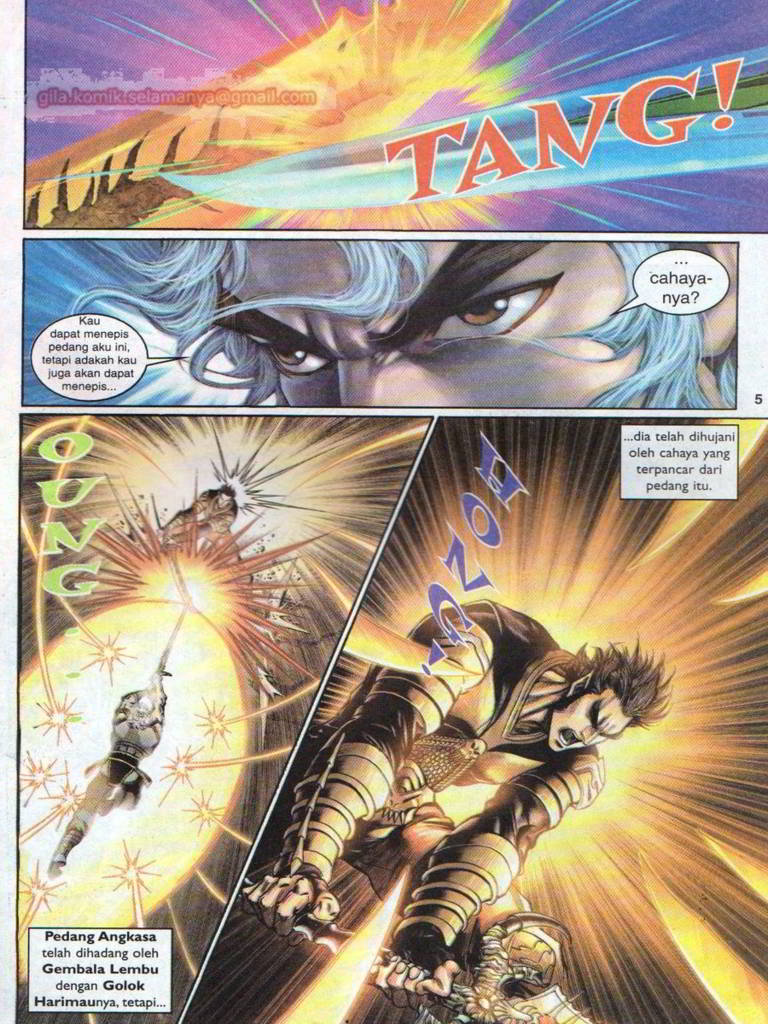 gila.komik.selamanya@gmail.com
TANG!
Kau
dapat menepis
pedang aku ini,
tetapi adakah kau
juga akan dapat
menepis...
...
cahaya-
nya?
5
OUNG...
Pedang Angkasa
telah dihadang oleh
Gembala Lembu
dengan Golok
Harimaunya, tetapi...
HONG!
...dia telah dihujani
oleh cahaya yang
terpancar dari
pedang itu.